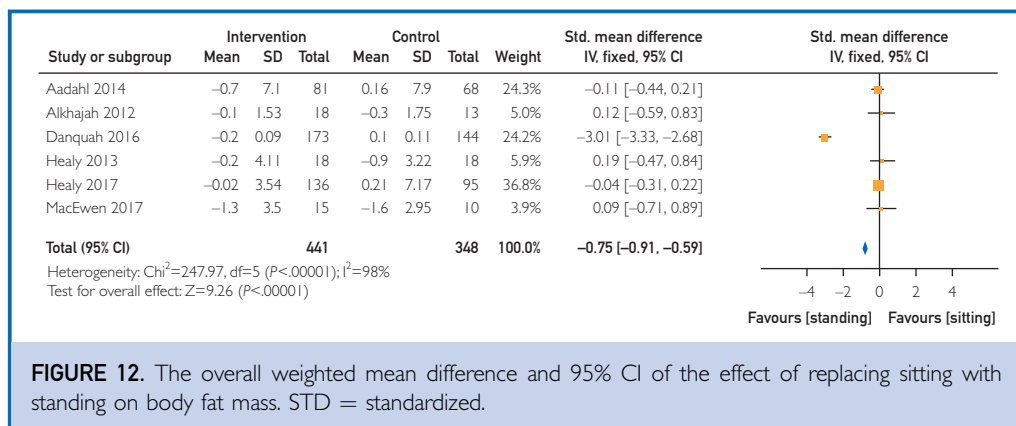 Intervention Control Std. mean difference Std. mean difference
Study or subgroup Mean SD Total Mean SD Total Weight IV, fixed, 95% CI IV, fixed, 95% CI
Aadahl 2014 –0.7 7.1 81 0.16 7.9 68 24.3% –0.11 [–0.44, 0.21]
Alkhajah 2012 –0.1 1.53 18 –0.3 1.75 13 5.0% 0.12 [–0.59, 0.83]
Danquah 2016 –0.2 0.09 173 0.1 0.11 144 24.2% –3.01 [–3.33, –2.68]
Healy 2013 –0.2 4.11 18 –0.9 3.22 18 5.9% 0.19 [–0.47, 0.84]
Healy 2017 –0.02 3.54 136 0.21 7.17 95 36.8% –0.04 [–0.31, 0.22]
MacEwen 2017 –1.3 3.5 15 –1.6 2.95 10 3.9% 0.09 [–0.71, 0.89]
Total (95% CI) 441 348 100.0% –0.75 [–0.91, –0.59]
Heterogeneity: Chi²=247.97, df=5 (P<.00001); I²=98%
Test for overall effect: Z=9.26 (P<.00001)
–4 –2 0 2 4
Favours [standing] Favours [sitting]
FIGURE 12. The overall weighted mean difference and 95% CI of the effect of replacing sitting with
standing on body fat mass. STD = standardized.